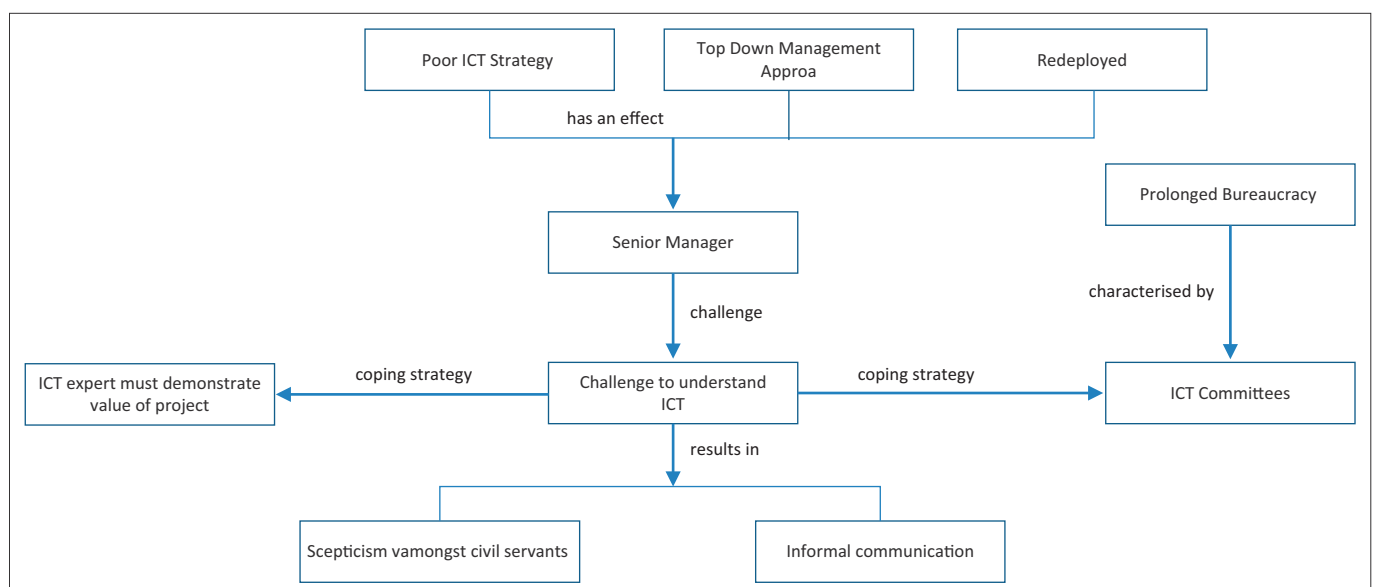 Poor ICT Strategy
Top Down Management
Approa
Redeployed
has an effect
Prolonged Bureaucracy
Senior Manager
characterised by
challenge
ICT expert must demonstrate
value of project
coping strategy
Challenge to understand
ICT
coping strategy
ICT Committees
results in
Scepticism vamongst civil servants
Informal communication